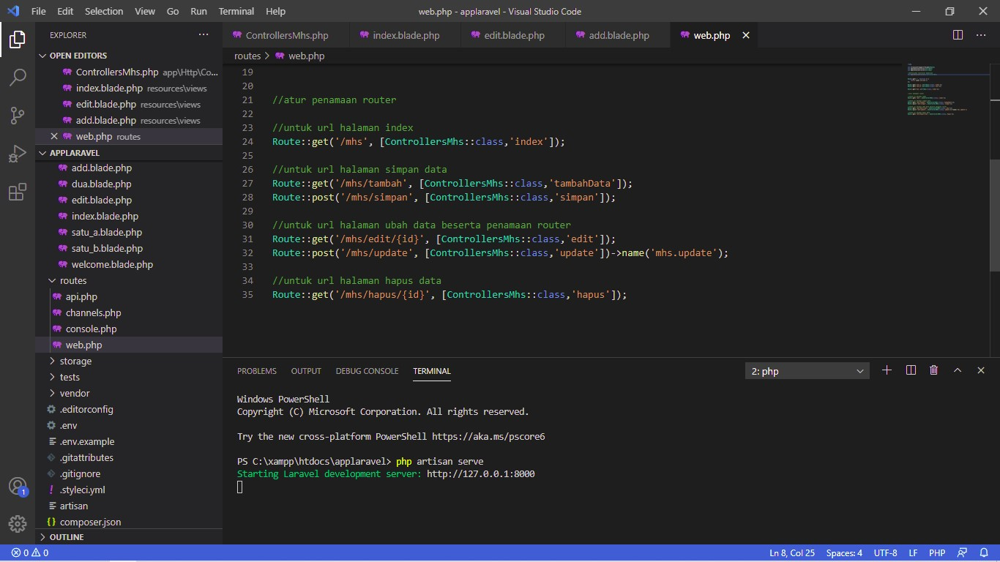 File Edit Selection View Go Run Terminal Help
web.php - applaravel - Visual Studio Code
EXPLORER
OPEN EDITORS
ControllersMhs.php app\Http\Co...
index.blade.php resources\views
edit.blade.php resources\views
add.blade.php resources\views
web.php routes
APPLARAVEL
add.blade.php
dua.blade.php
edit.blade.php
index.blade.php
satu_a.blade.php
satu_b.blade.php
welcome.blade.php
routes
api.php
channels.php
console.php
web.php
storage
tests
vendor
.editorconfig
.env
.env.example
.gitattributes
.gitignore
.styleci.yml
artisan
composer.json
OUTLINE
1
ControllersMhs.php index.blade.php edit.blade.php add.blade.php web.php
routes > web.php
19
20
21 //atur penamaan router
22
23 //untuk url halaman index
24 Route::get('/mhs', [ControllersMhs::class,'index']);
25
26 //untuk url halaman simpan data
27 Route::get('/mhs/tambah', [ControllersMhs::class,'tambahData']);
28 Route::post('/mhs/simpan', [ControllersMhs::class,'simpan']);
29
30 //untuk url halaman ubah data beserta penamaan router
31 Route::get('/mhs/edit/{id}', [ControllersMhs::class,'edit']);
32 Route::post('/mhs/update', [ControllersMhs::class,'update'])->name('mhs.update');
33
34 //untuk url halaman hapus data
35 Route::get('/mhs/hapus/{id}', [ControllersMhs::class,'hapus']);
PROBLEMS OUTPUT DEBUG CONSOLE TERMINAL
2: php
Windows PowerShell
Copyright (C) Microsoft Corporation. All rights reserved.
Try the new cross-platform PowerShell https://aka.ms/pscore6
PS C:\xampp\htdocs\applaravel> php artisan serve
Starting Laravel development server: http://127.0.0.1:8000
0 0
Ln 8, Col 25 Spaces: 4 UTF-8 LF PHP